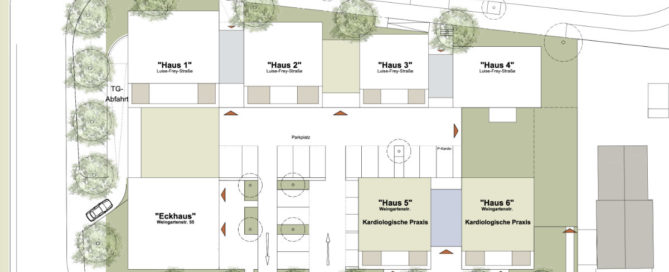 "Haus 1"
Luise-Frey-Straße
"Haus 2"
Luise-Frey-Straße
"Haus 3"
Luise-Frey-Straße
"Haus 4"
Luise-Frey-Straße
TG-
Abfahrt
Parkplatz
"Eckhaus"
Weingartenstr. 55
"Haus 5"
Weingartenstr.
Kardiologische Praxis
"Haus 6"
Weingartenstr.
Kardiologische Praxis